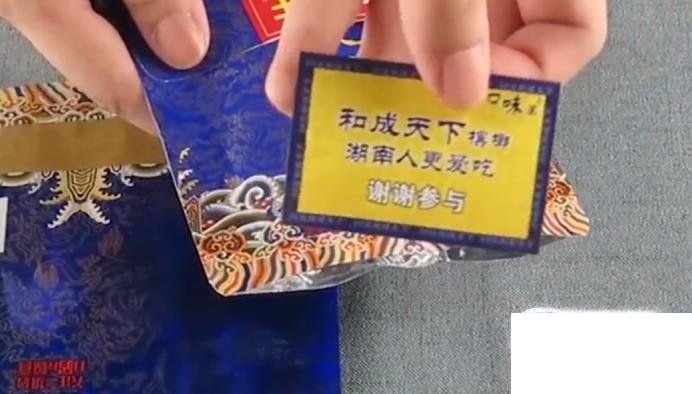 口味王
和成天下槟榔
湖南人更爱吃
谢谢参与